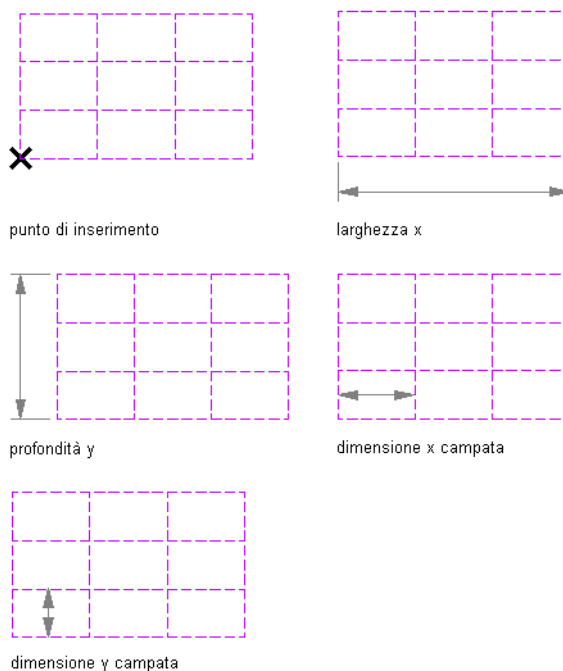 punto di inserimento
larghezza x
profondità y
dimensione x campata
dimensione y campata